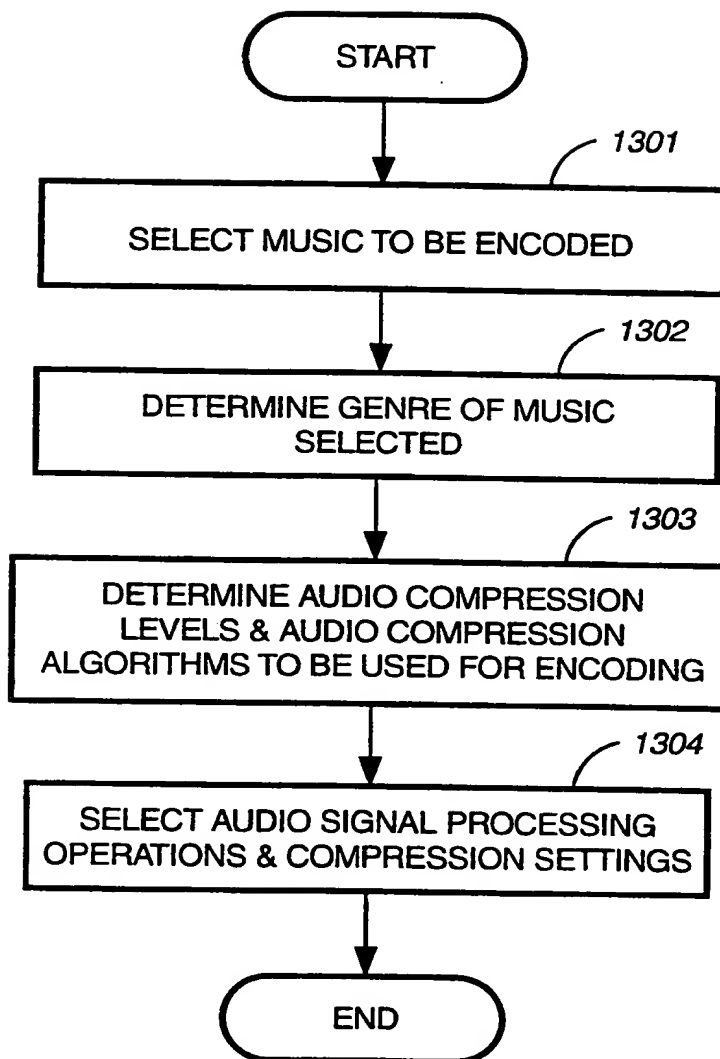 START
1301
SELECT MUSIC TO BE ENCODED
1302
DETERMINE GENRE OF MUSIC
SELECTED
1303
DETERMINE AUDIO COMPRESSION
LEVELS & AUDIO COMPRESSION
ALGORITHMS TO BE USED FOR ENCODING
1304
SELECT AUDIO SIGNAL PROCESSING
OPERATIONS & COMPRESSION SETTINGS
END